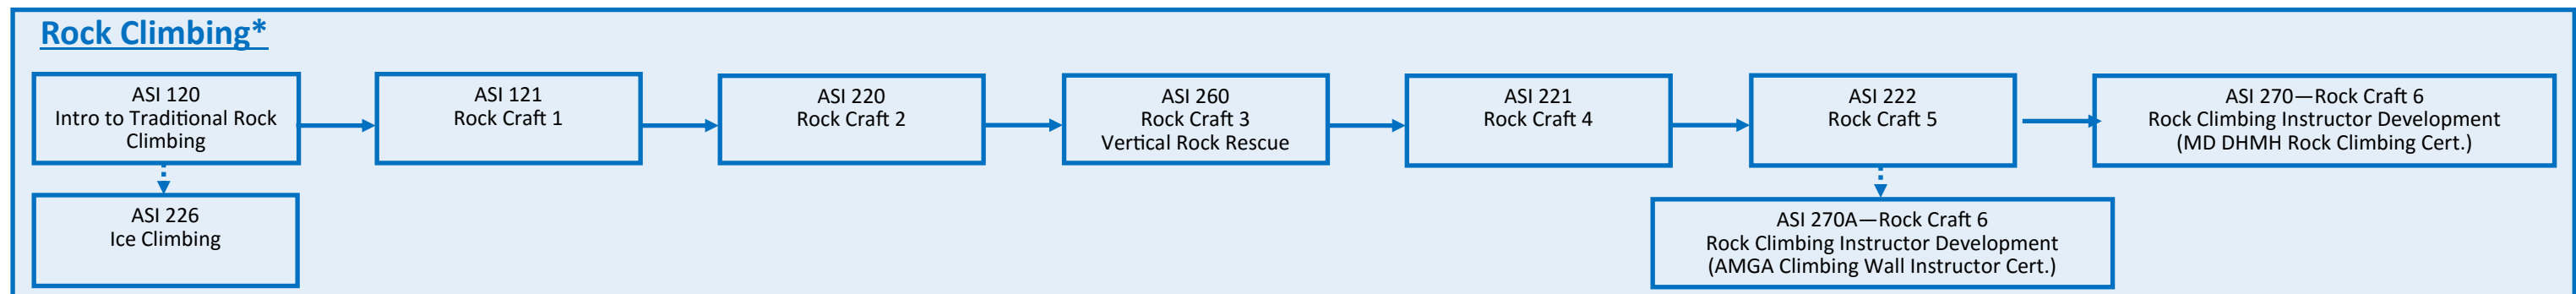 Rock Climbing*
ASI 120
Intro to Traditional Rock
Climbing
ASI 121
Rock Craft 1
ASI 220
Rock Craft 2
ASI 260
Rock Craft 3
Vertical Rock Rescue
ASI 221
Rock Craft 4
ASI 222
Rock Craft 5
ASI 270—Rock Craft 6
Rock Climbing Instructor Development
(MD DHMH Rock Climbing Cert.)
ASI 226
Ice Climbing
ASI 270A—Rock Craft 6
Rock Climbing Instructor Development
(AMGA Climbing Wall Instructor Cert.)